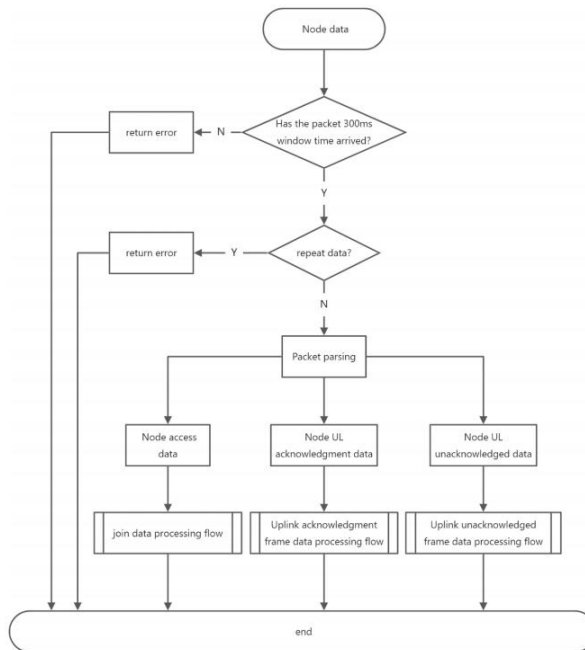 Node data
Has the packet 300ms
window time arrived?
N
return error
Y
repeat data?
Y
return error
N
Packet parsing
Node access
data
Node UL
acknowledgment data
Node UL
unacknowledged data
join data processing flow
Uplink acknowledgment
frame data processing flow
Uplink unacknowledged
frame data processing flow
end